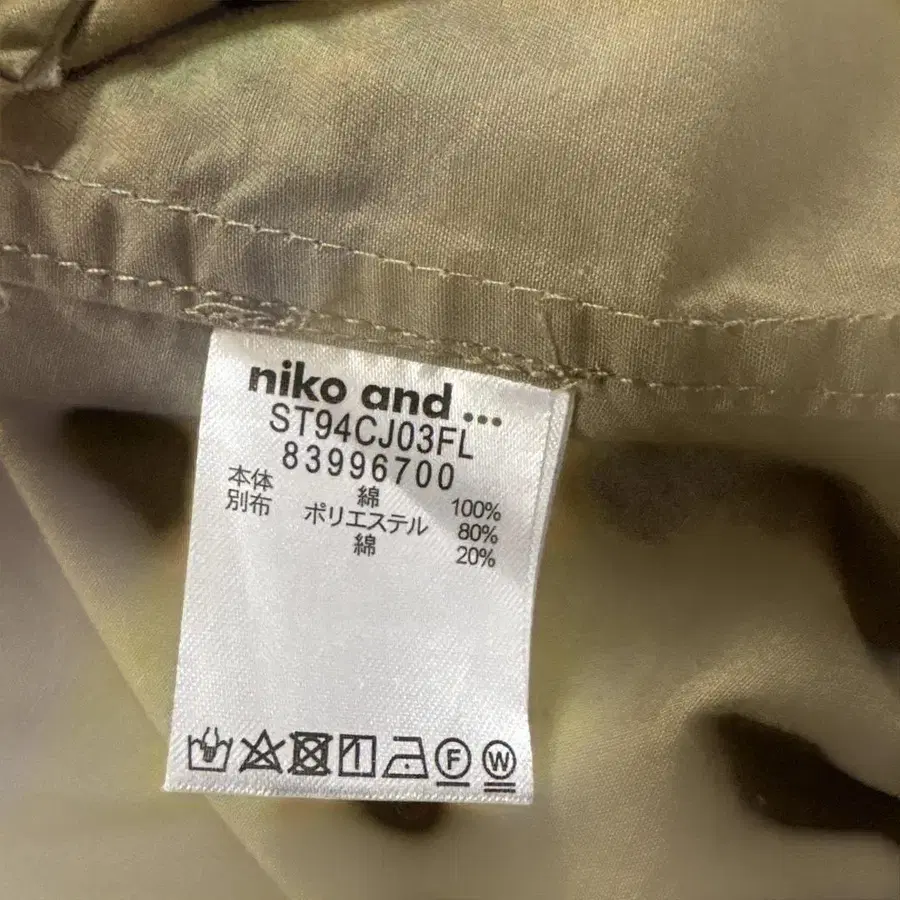 niko and ...
ST94CJ03FL
83996700
本体 綿 100%
別布 ポリエステル 80%
綿 20%
F W